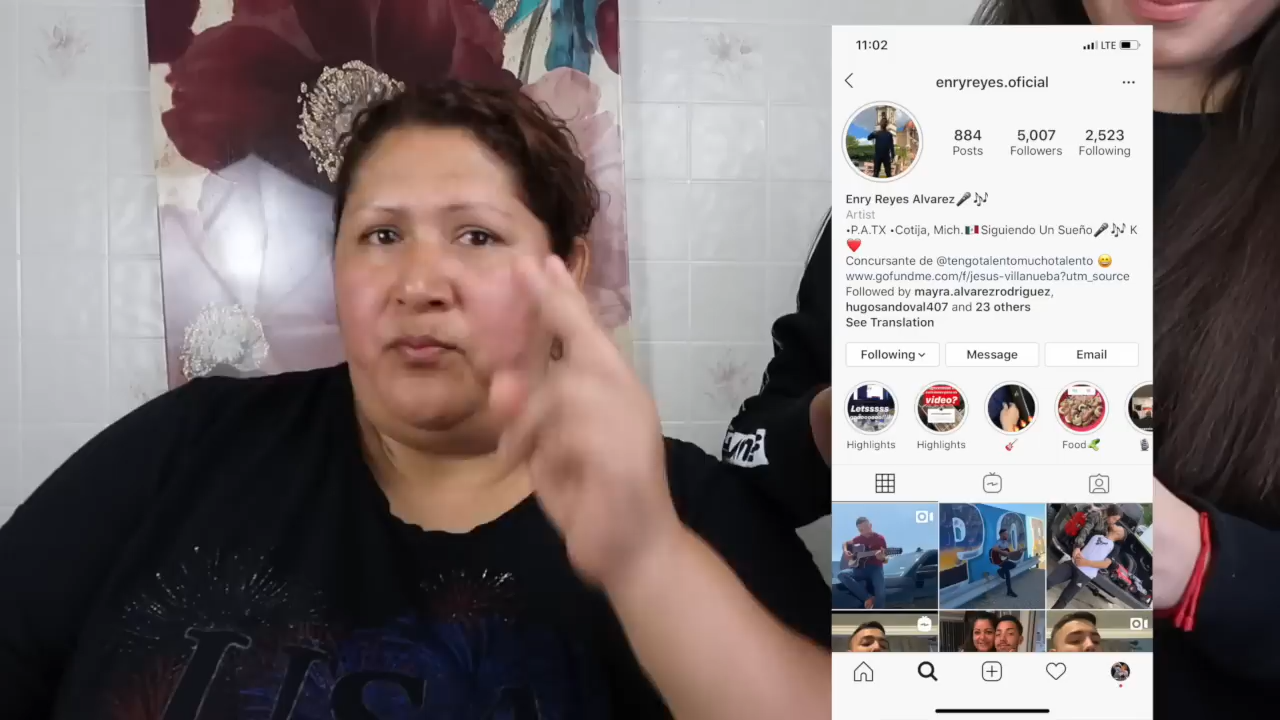 11:02
LTE
enryreyes.oficial
884
5,007
2,523
Posts
Followers
Following
Enry Reyes Alvarez🎤🎶
Artist
•P.A.TX •Cotija, Mich.🇲🇽Siguiendo Un Sueño🎤🎶 K
❤️
Concursante de @tengotalentomuchotalento 😀
www.gofundme.com/f/jesus-villanueba?utm_source
Followed by mayra.alvarezrodriguez,
hugosandoval407 and 23 others
See Translation
Following
Message
Email
Letsssss
video?
Highlights
Highlights
🎸
Food🥦
USA